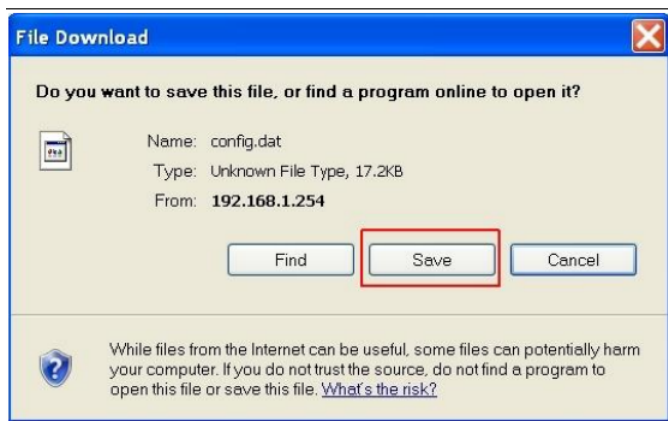 File Download
Do you want to save this file, or find a program online to open it?
Name: config.dat
Type: Unknown File Type, 17.2KB
From: 192.168.1.254
Find Save Cancel
While files from the Internet can be useful, some files can potentially harm
your computer. If you do not trust the source, do not find a program to
open this file or save this file. What's the risk?